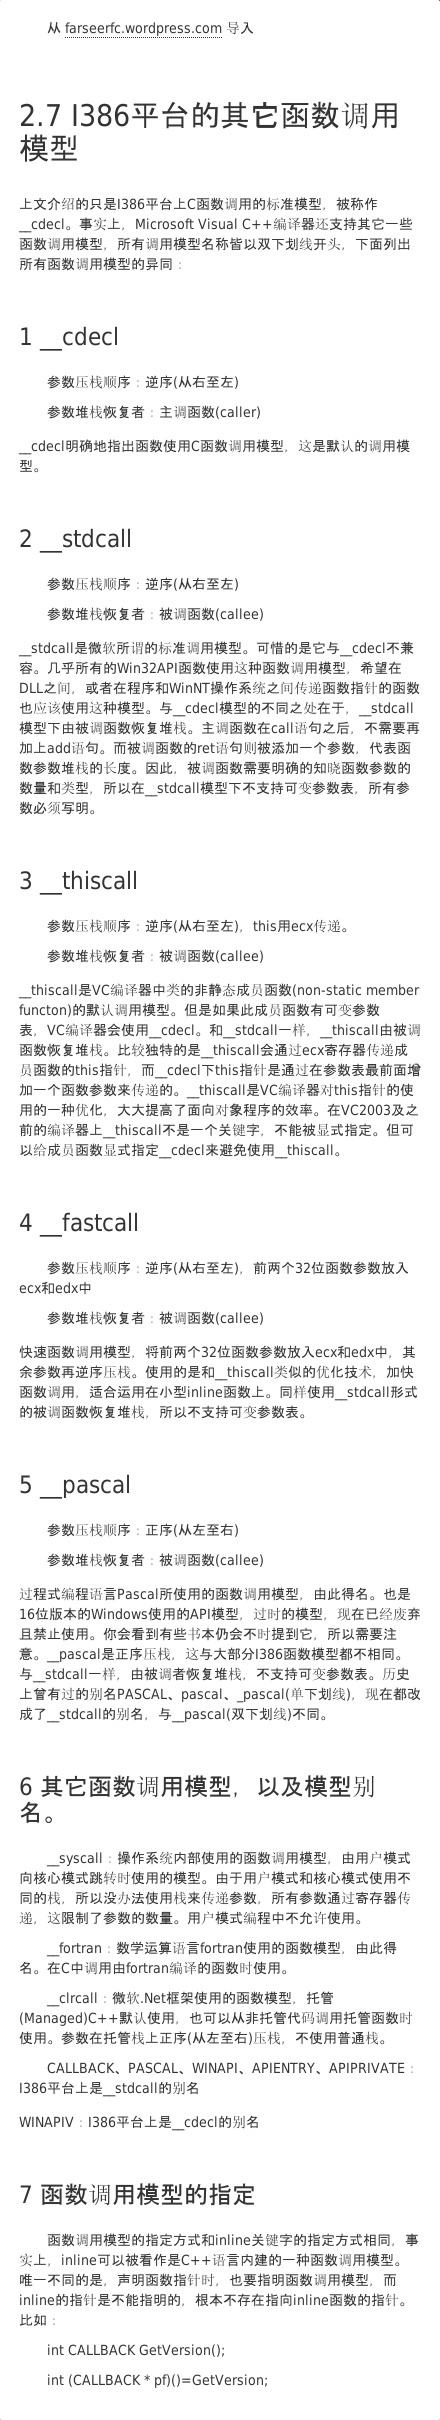 从 farseerfc.wordpress.com 导入
2.7 I386平台的其它函数调用
模型
上文介绍的只是I386平台上C函数调用的标准模型，被称作
__cdecl。事实上，Microsoft Visual C++编译器还支持其它一些
函数调用模型，所有调用模型名称皆以双下划线开头，下面列出
所有函数调用模型的异同：
1 __cdecl
参数压栈顺序：逆序(从右至左)
参数堆栈恢复者：主调函数(caller)
__cdecl明确地指出函数使用C函数调用模型，这是默认的调用模
型。
2 __stdcall
参数压栈顺序：逆序(从右至左)
参数堆栈恢复者：被调函数(callee)
__stdcall是微软所谓的标准调用模型。可惜的是它与__cdecl不兼
容。几乎所有的Win32API函数使用这种函数调用模型，希望在
DLL之间，或者在程序和WinNT操作系统之间传递函数指针的函数
也应该使用这种模型。与__cdecl模型的不同之处在于，__stdcall
模型下由被调函数恢复堆栈。主调函数在call语句之后，不需要再
加上add语句。而被调函数的ret语句则被添加一个参数，代表函
数参数堆栈的长度。因此，被调函数需要明确的知晓函数参数的
数量和类型，所以在__stdcall模型下不支持可变参数表，所有参
数必须写明。
3 __thiscall
参数压栈顺序：逆序(从右至左)，this用ecx传递。
参数堆栈恢复者：被调函数(callee)
__thiscall是VC编译器中类的非静态成员函数(non-static member
functon)的默认调用模型。但是如果此成员函数有可变参数
表，VC编译器会使用__cdecl。和__stdcall一样，__thiscall由被调
函数恢复堆栈。比较独特的是__thiscall会通过ecx寄存器传递成
员函数的this指针，而__cdecl下this指针是通过在参数表最前面增
加一个函数参数来传递的。__thiscall是VC编译器对this指针的使
用的一种优化，大大提高了面向对象程序的效率。在VC2003及之
前的编译器上__thiscall不是一个关键字，不能被显式指定。但可
以给成员函数显式指定__cdecl来避免使用__thiscall。
4 __fastcall
参数压栈顺序：逆序(从右至左)，前两个32位函数参数放入
ecx和edx中
参数堆栈恢复者：被调函数(callee)
快速函数调用模型，将前两个32位函数参数放入ecx和edx中，其
余参数再逆序压栈。使用的是和__thiscall类似的优化技术，加快
函数调用，适合运用在小型inline函数上。同样使用__stdcall形式
的被调函数恢复堆栈，所以不支持可变参数表。
5 __pascal
参数压栈顺序：正序(从左至右)
参数堆栈恢复者：被调函数(callee)
过程式编程语言Pascal所使用的函数调用模型，由此得名。也是
16位版本的Windows使用的API模型，过时的模型，现在已经废弃
且禁止使用。你会看到有些书本仍会不时提到它，所以需要注
意。__pascal是正序压栈，这与大部分I386函数模型都不相同。
与__stdcall一样，由被调者恢复堆栈，不支持可变参数表。历史
上曾有过的别名PASCAL、pascal、_pascal(单下划线)，现在都改
成了__stdcall的别名，与__pascal(双下划线)不同。
6 其它函数调用模型，以及模型别
名。
__syscall：操作系统内部使用的函数调用模型，由用户模式
向核心模式跳转时使用的模型。由于用户模式和核心模式使用不
同的栈，所以没办法使用栈来传递参数，所有参数通过寄存器传
递，这限制了参数的数量。用户模式编程中不允许使用。
__fortran：数学运算语言fortran使用的函数模型，由此得
名。在C中调用由fortran编译的函数时使用。
__clrcall：微软.Net框架使用的函数模型，托管
(Managed)C++默认使用，也可以从非托管代码调用托管函数时
使用。参数在托管栈上正序(从左至右)压栈，不使用普通栈。
CALLBACK、PASCAL、WINAPI、APIENTRY、APIPRIVATE：
I386平台上是__stdcall的别名
WINAPIV：I386平台上是__cdecl的别名
7 函数调用模型的指定
函数调用模型的指定方式和inline关键字的指定方式相同，事
实上，inline可以被看作是C++语言内建的一种函数调用模型。
唯一不同的是，声明函数指针时，也要指明函数调用模型，而
inline的指针是不能指明的，根本不存在指向inline函数的指针。
比如：
int CALLBACK GetVersion();
int (CALLBACK * pf)()=GetVersion;